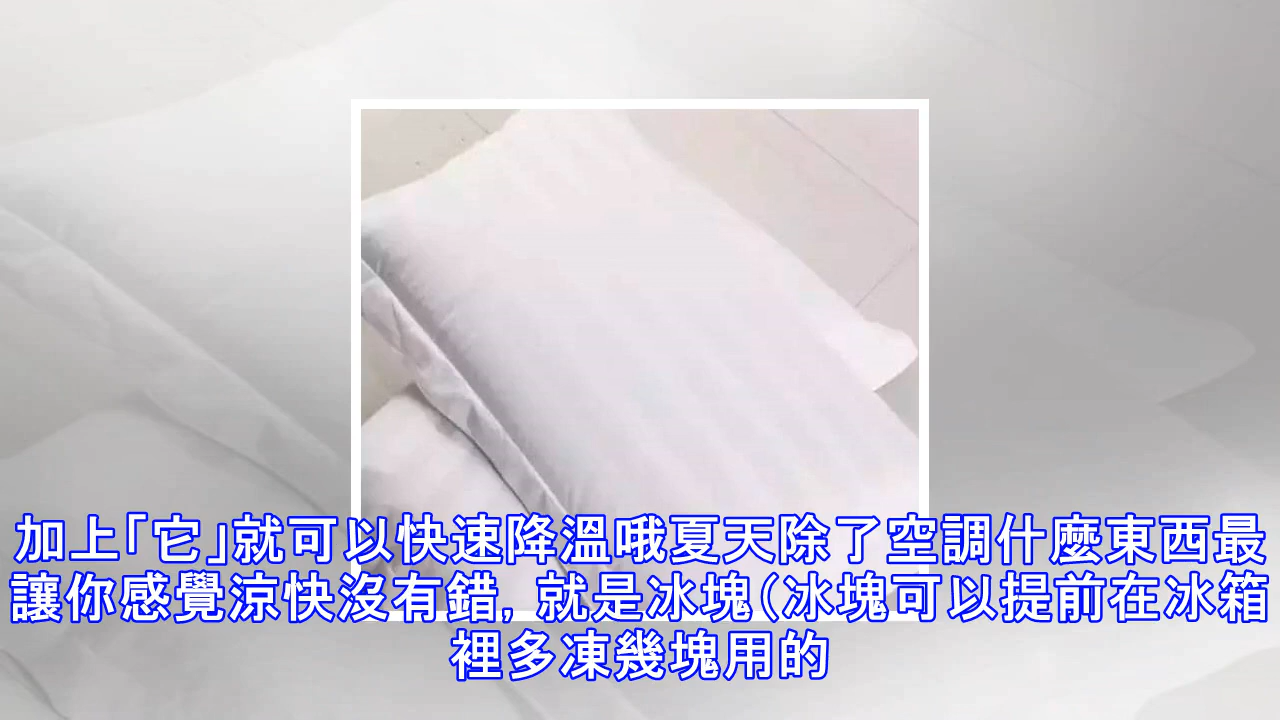 加上「它」就可以快速降溫哦夏天除了空調什麼東西最
讓你感覺涼快沒有錯, 就是冰塊(冰塊可以提前在冰箱
裡多凍幾塊用的